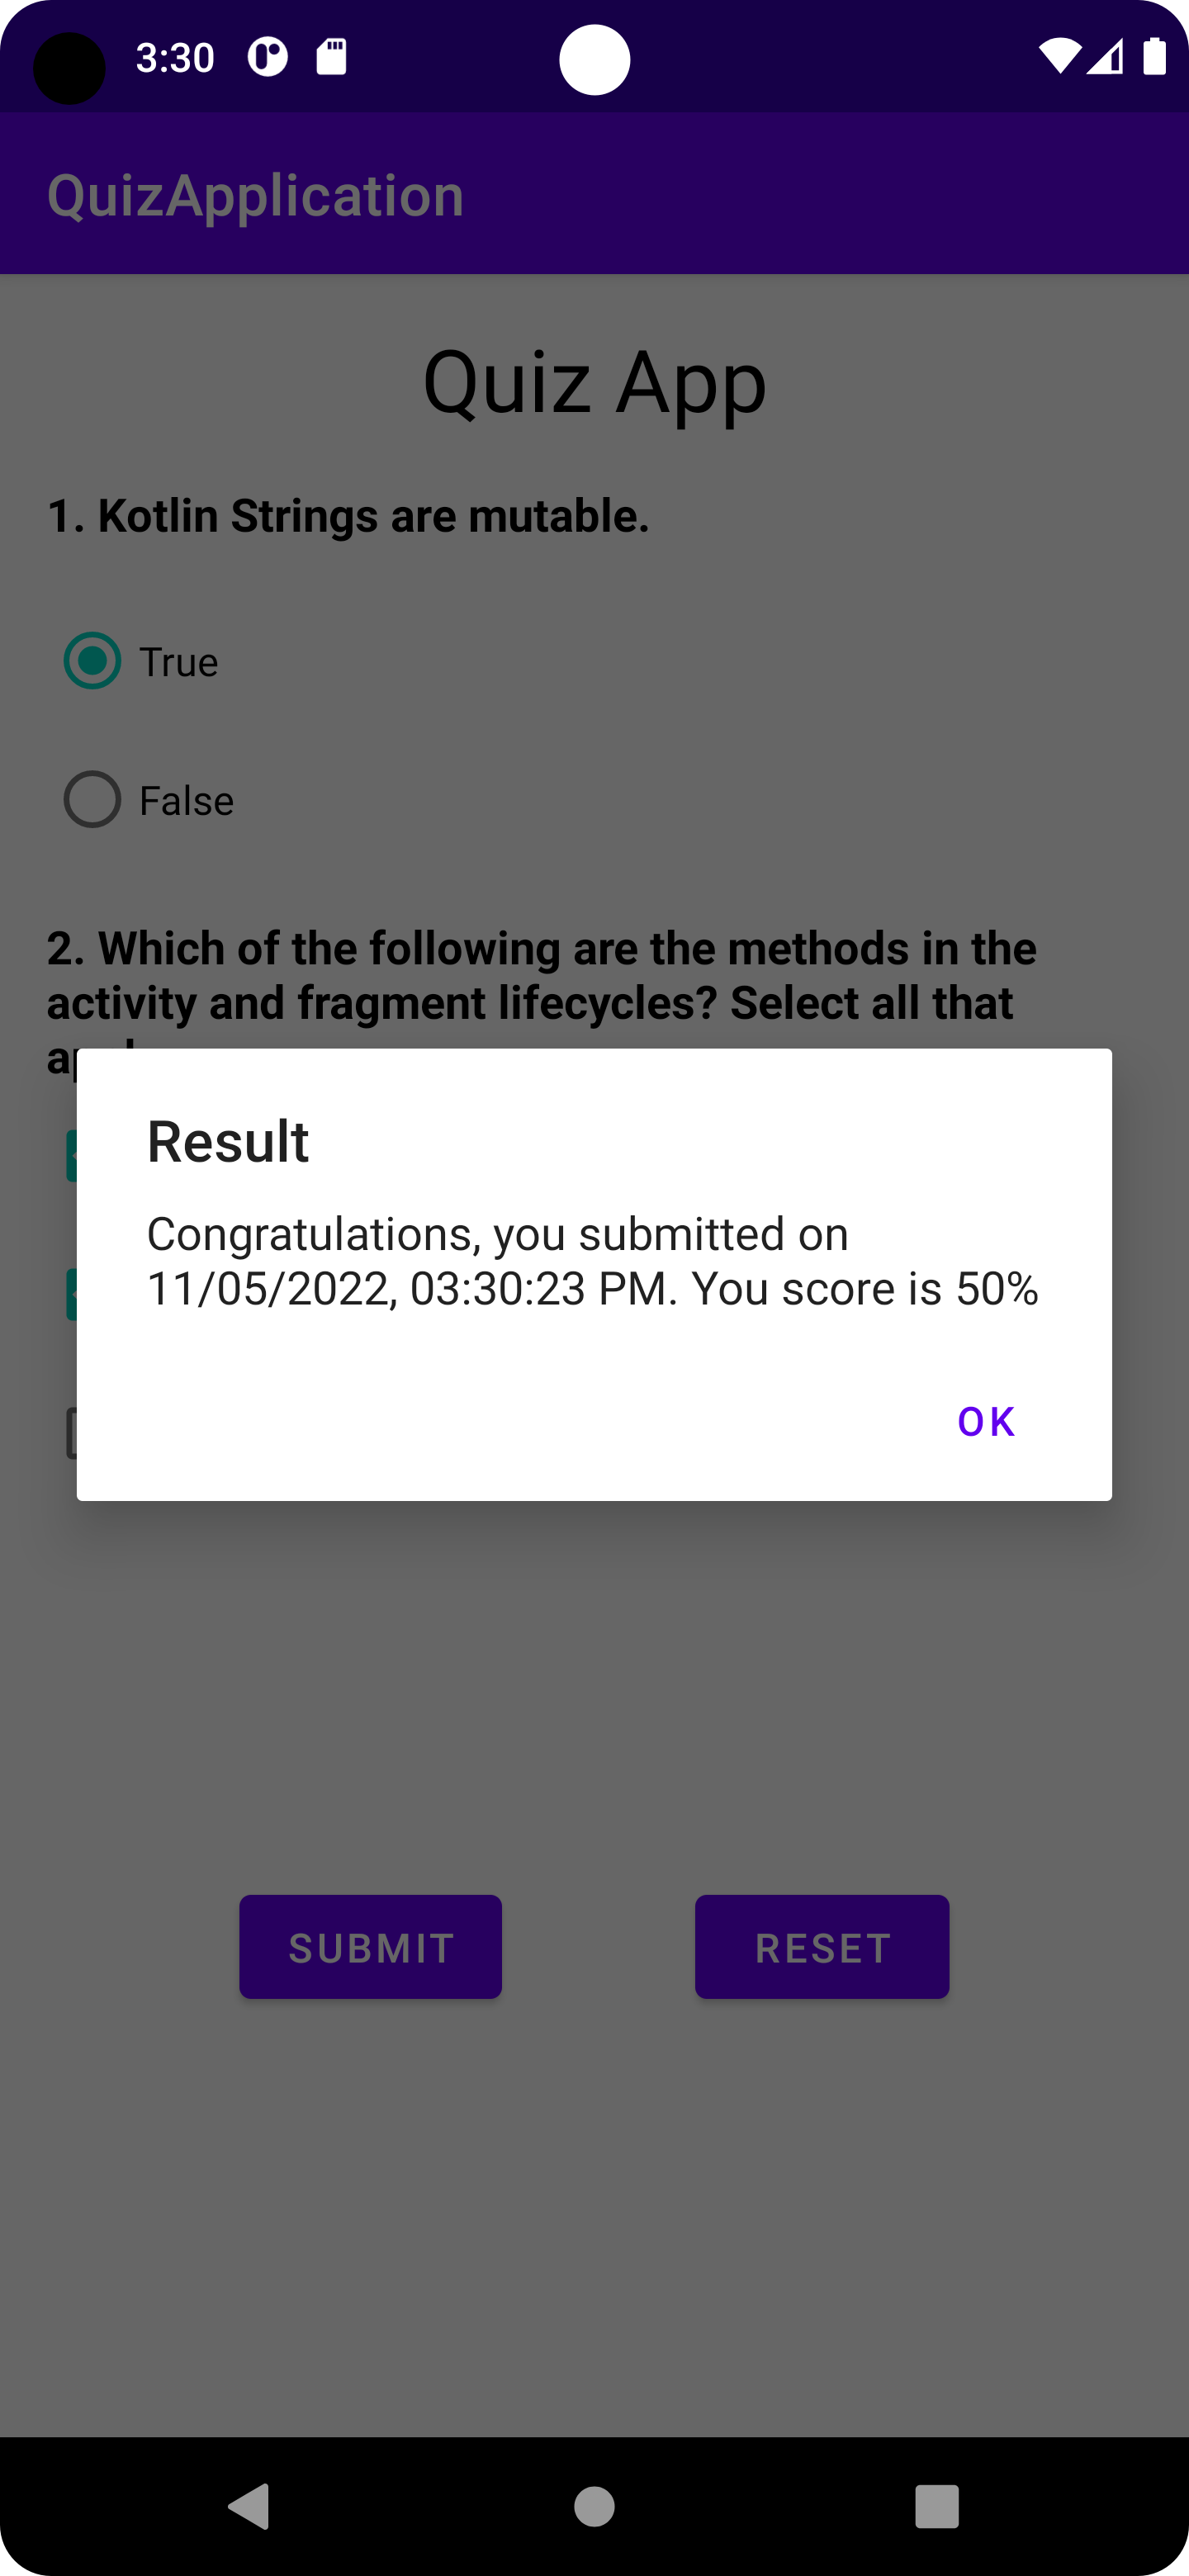 3:30
QuizApplication
Quiz App
1. Kotlin Strings are mutable.
True
False
2. Which of the following are the methods in the
activity and fragment lifecycles? Select all that
Result
Congratulations, you submitted on
11/05/2022, 03:30:23 PM. You score is 50%
OK
SUBMIT
RESET